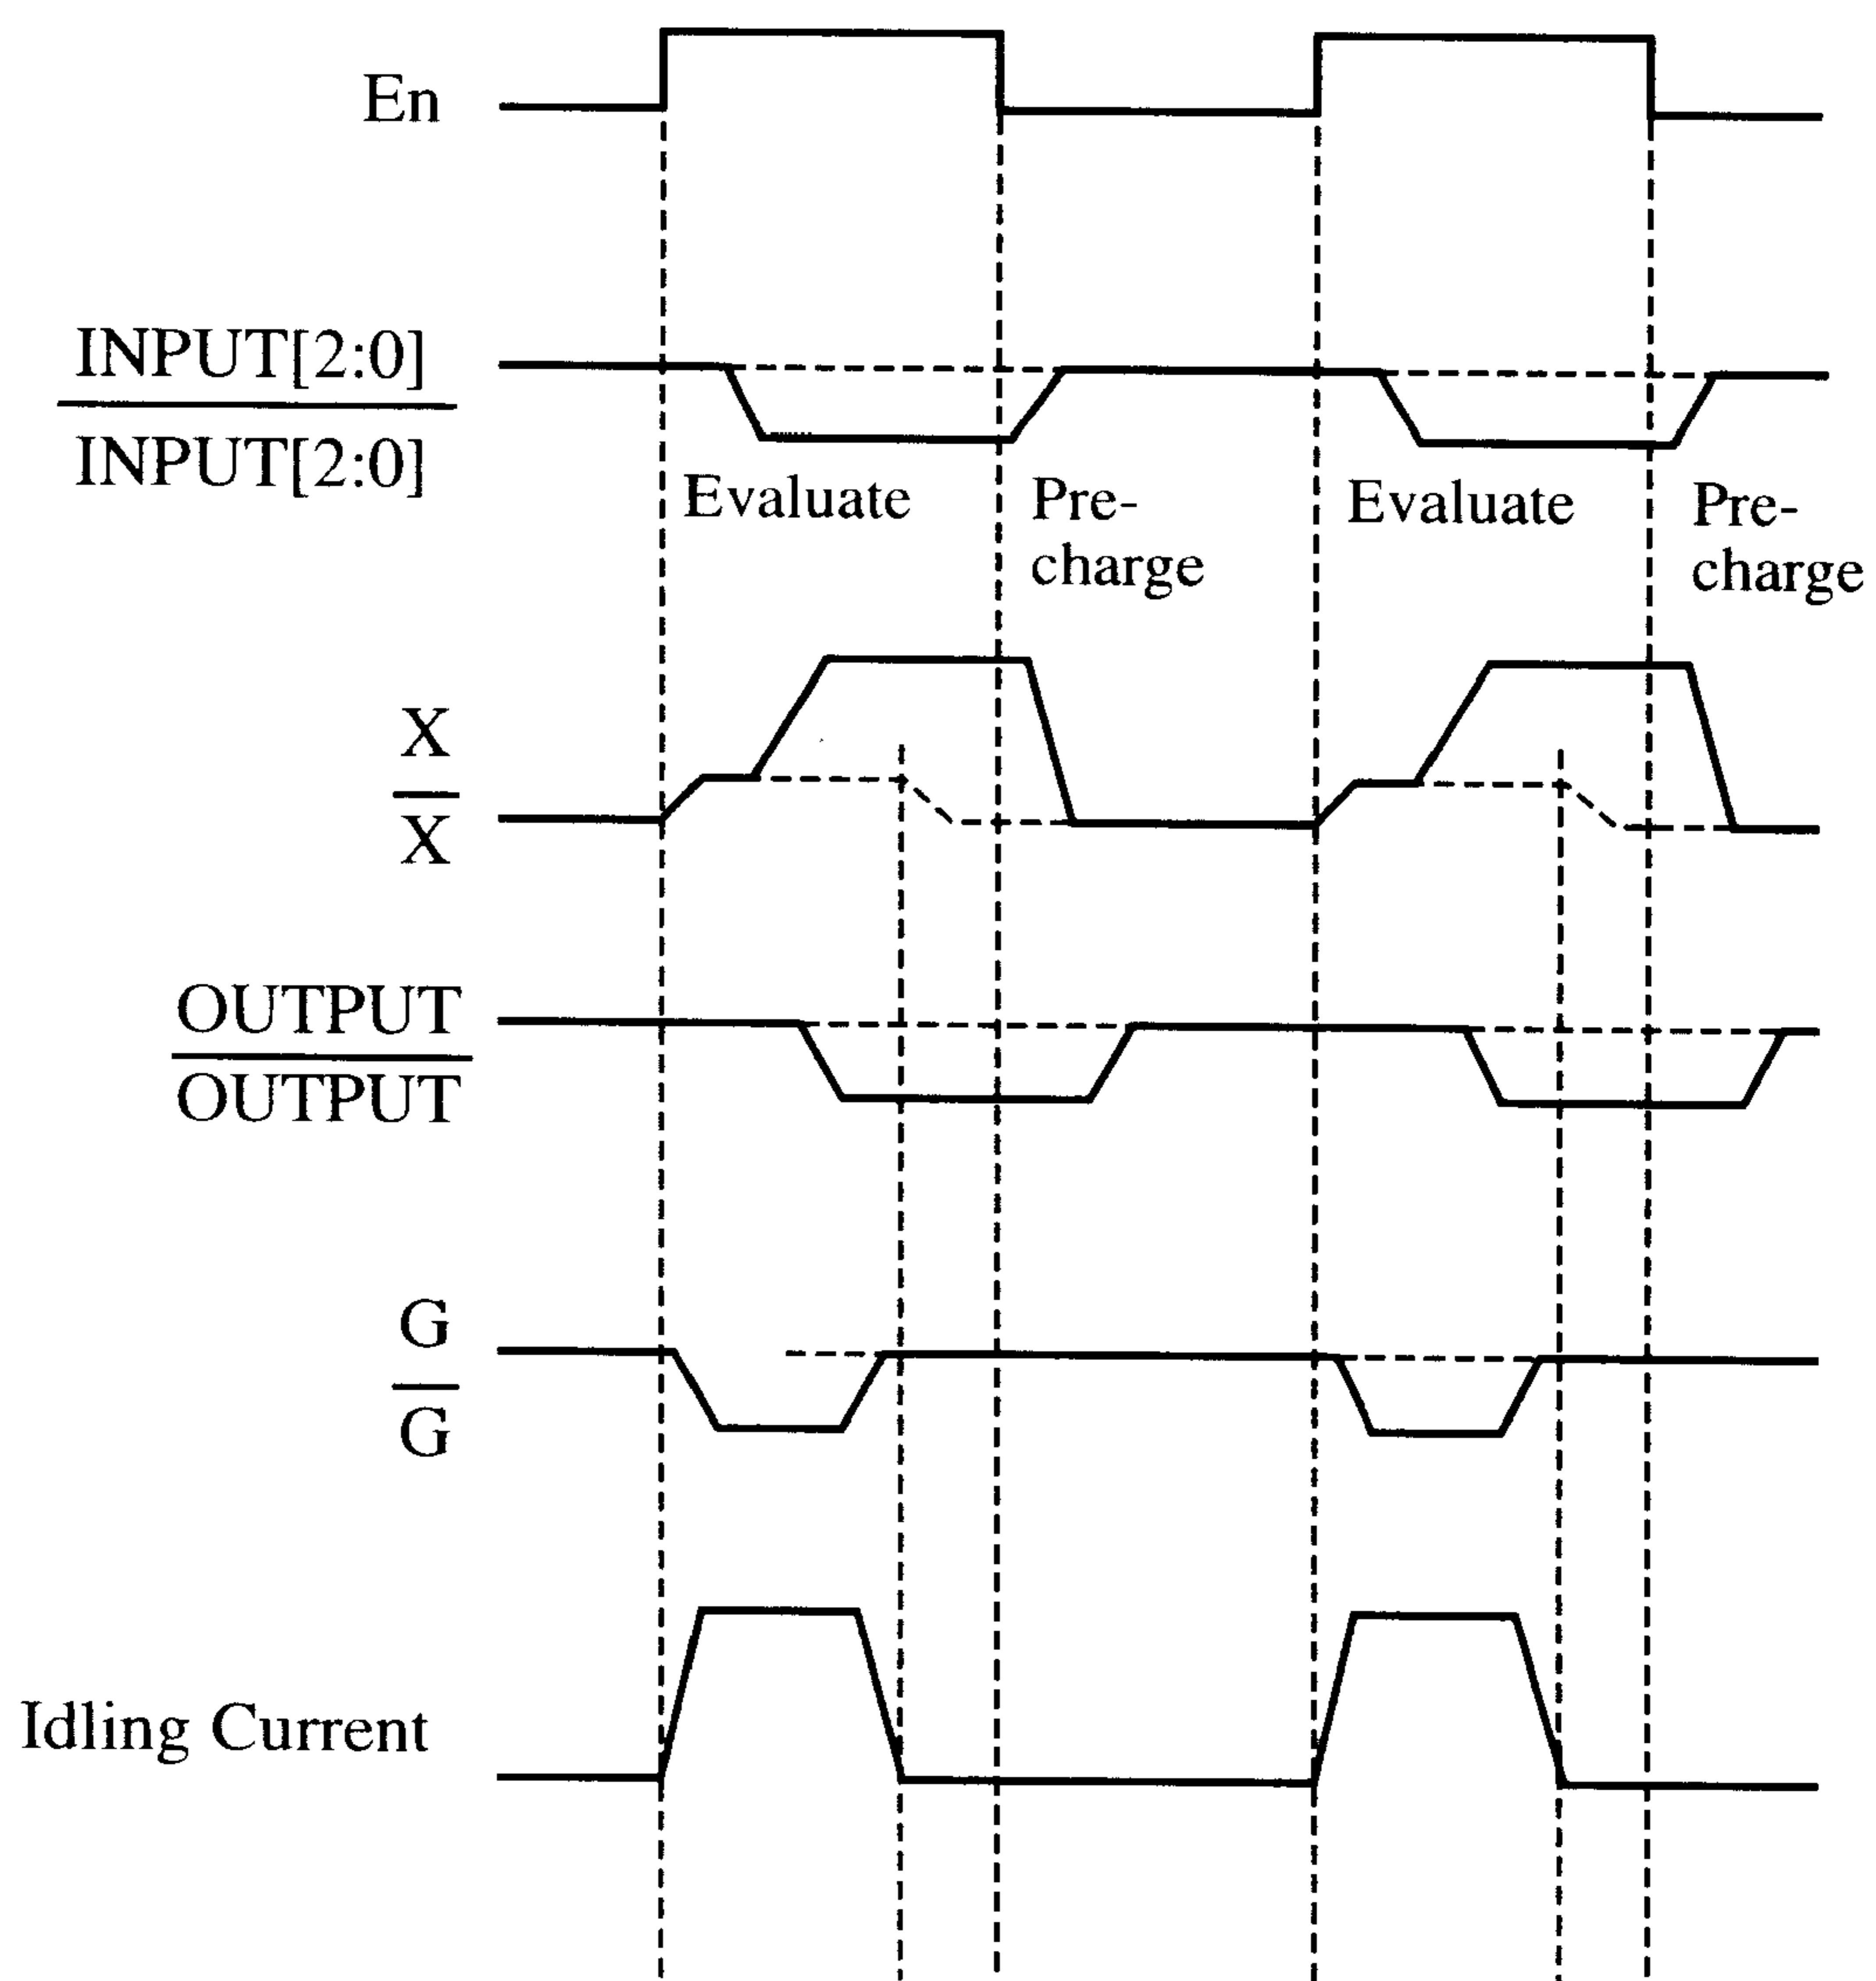 En
INPUT[2:0]
INPUT[2:0]
Evaluate
Pre-
charge
Evaluate
Pre-
charge
X
X
OUTPUT
OUTPUT
G
G
Idling Current